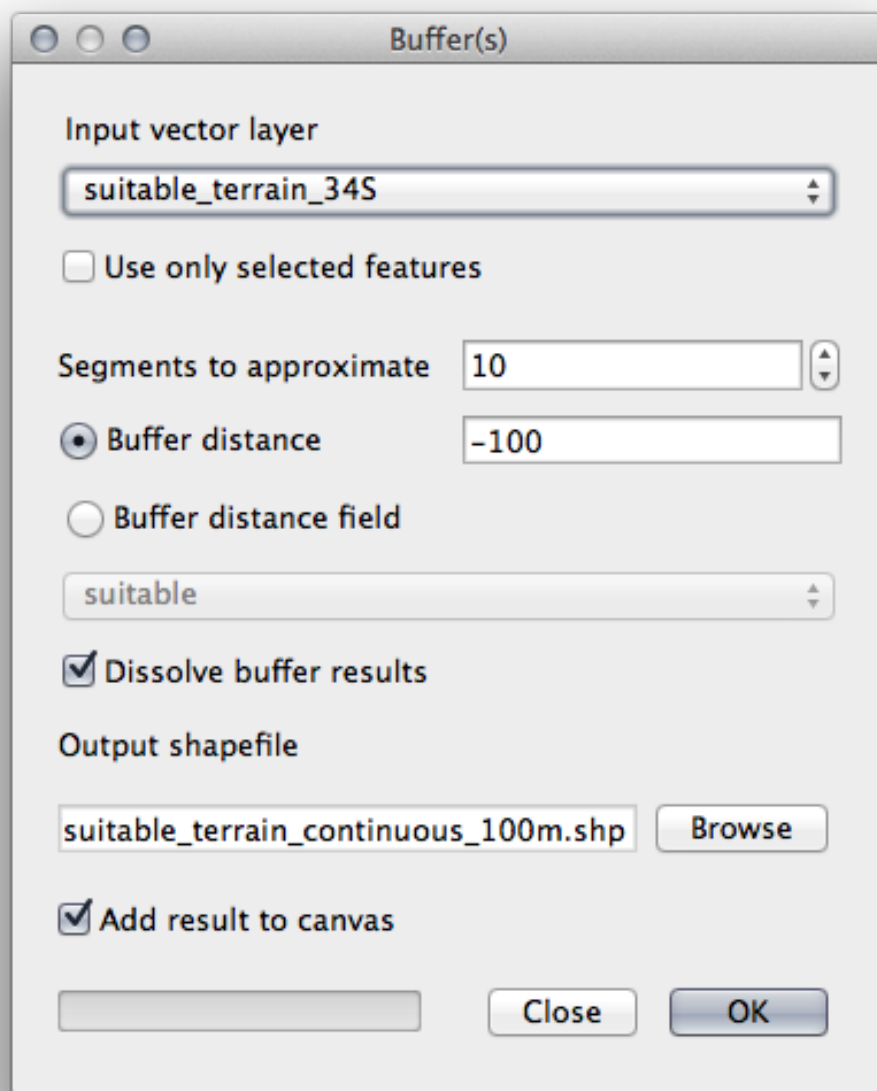 Buffer(s)
Input vector layer
suitable_terrain_34S
Use only selected features
Segments to approximate 10
Buffer distance -100
Buffer distance field
suitable
Dissolve buffer results
Output shapefile
suitable_terrain_continuous_100m.shp Browse
Add result to canvas
Close OK